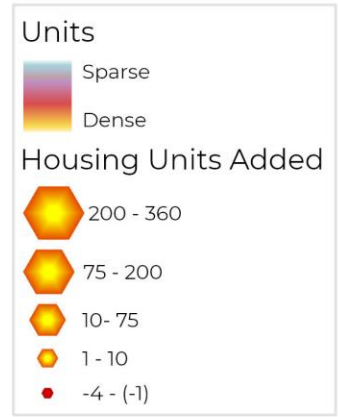 Units
Sparse
Dense
Housing Units Added
200 - 360
75 - 200
10- 75
1 - 10
-4 - (-1)